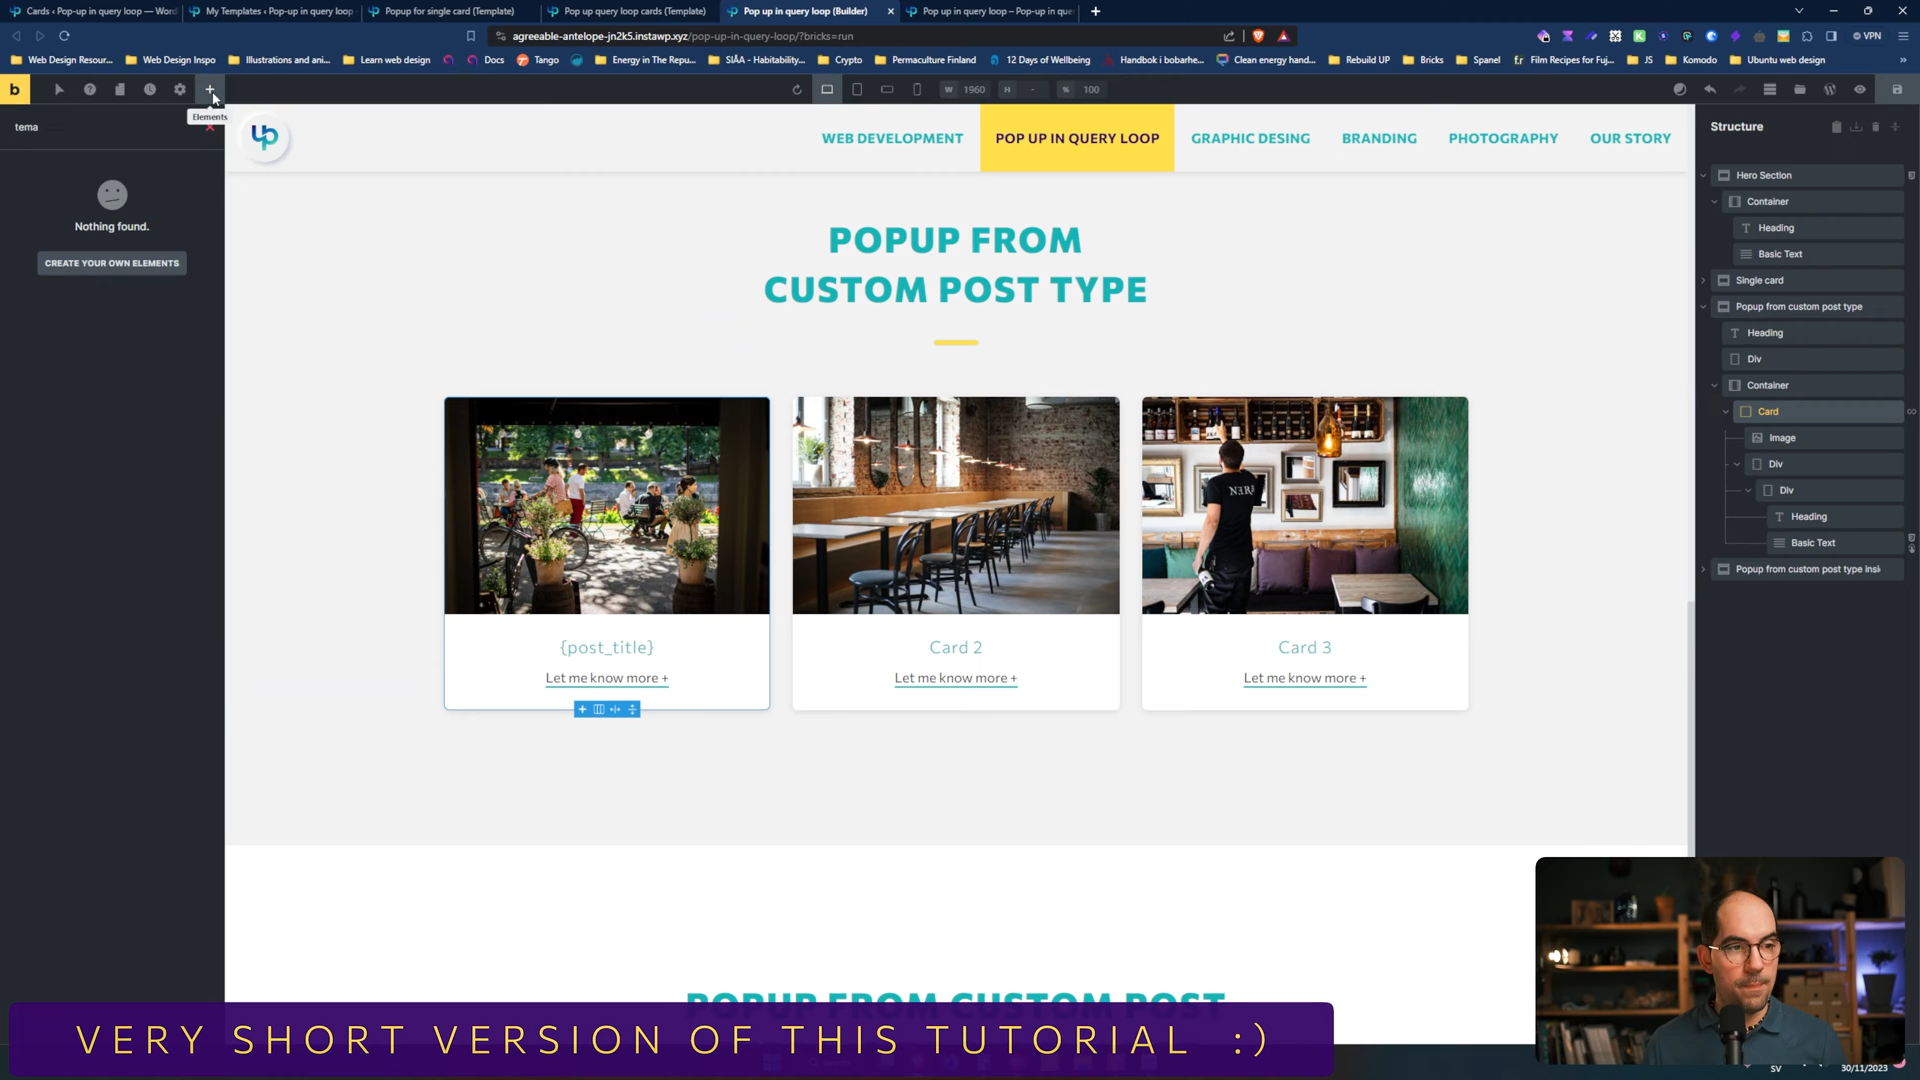 Cards ‹ Pop-up in query loop — Word
My Templates ‹ Pop-up in query loop
Popup for single card (Template)
Pop up query loop cards (Template)
Pop up in query loop (Builder)
Pop up in query loop – Pop-up in que
agreeable-antelope-jn2k5.instawp.xyz/pop-up-in-query-loop/?bricks=run
VPN
Web Design Resour...
Web Design Inspo
Illustrations and ani...
Learn web design
Docs
Tango
Energy in The Repu...
SIÅA - Habitability...
Crypto
Permaculture Finland
12 Days of Wellbeing
Handbok i bobarhe...
Clean energy hand...
Rebuild UP
Bricks
Spanel
Film Recipes for Fuj...
JS
Komodo
Ubuntu web design
b
W 1960
H -
% 100
Elements
tema
Nothing found.
CREATE YOUR OWN ELEMENTS
up
WEB DEVELOPMENT
POP UP IN QUERY LOOP
GRAPHIC DESING
BRANDING
PHOTOGRAPHY
OUR STORY
POPUP FROM
CUSTOM POST TYPE
{post_title}
Let me know more +
Card 2
Let me know more +
Card 3
Let me know more +
POPUP FROM CUSTOM POST
Structure
Hero Section
Container
Heading
Basic Text
Single card
Popup from custom post type
Heading
Div
Container
Card
Image
Div
Div
Heading
Basic Text
Popup from custom post type insi
VERY SHORT VERSION OF THIS TUTORIAL :)
SV
30/11/2023